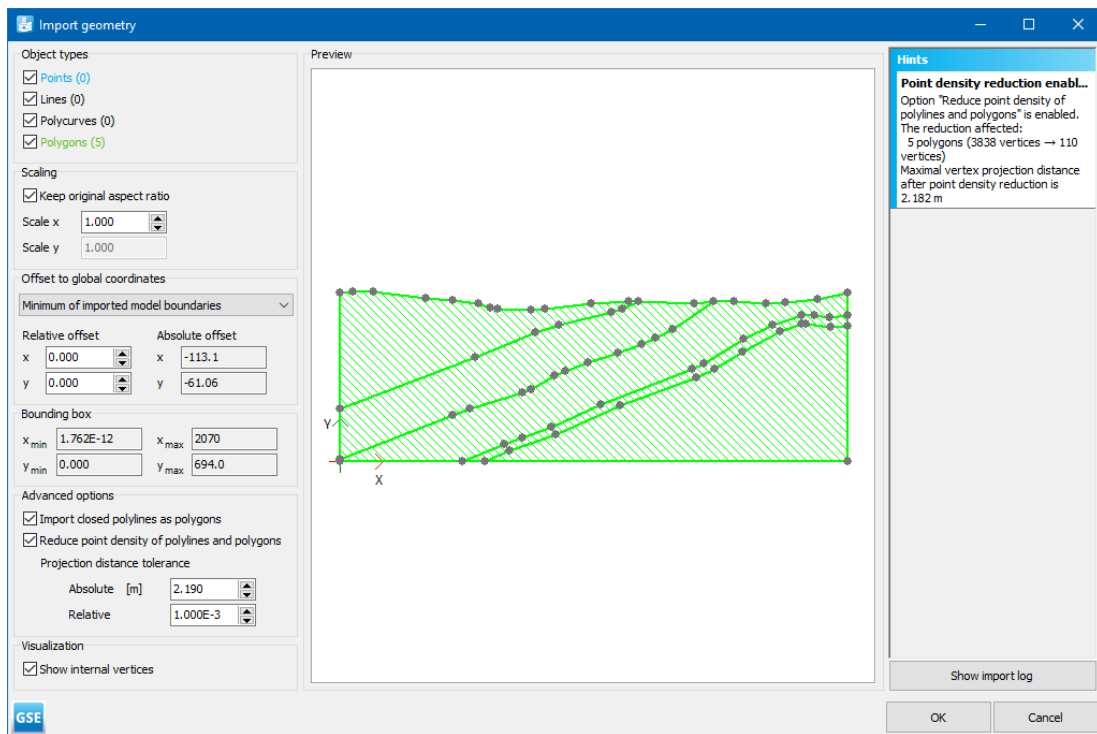 Import geometry
Object types
Points (0)
Lines (0)
Polycurves (0)
Polygons (5)
Scaling
Keep original aspect ratio
Scale x 1.000
Scale y 1.000
Offset to global coordinates
Minimum of imported model boundaries
Relative offset Absolute offset
x 0.000 x -113.1
y 0.000 y -61.06
Bounding box
x min 1.762E-12 x max 2070
y min 0.000 y max 694.0
Advanced options
Import closed polylines as polygons
Reduce point density of polylines and polygons
Projection distance tolerance
Absolute [m] 2.190
Relative 1.000E-3
Visualization
Show internal vertices
GSE
Preview
Y
X
Hints
Point density reduction enabl...
Option "Reduce point density of
polylines and polygons" is enabled.
The reduction affected:
5 polygons (3838 vertices → 110
vertices)
Maximal vertex projection distance
after point density reduction is
2.182 m
Show import log
OK Cancel